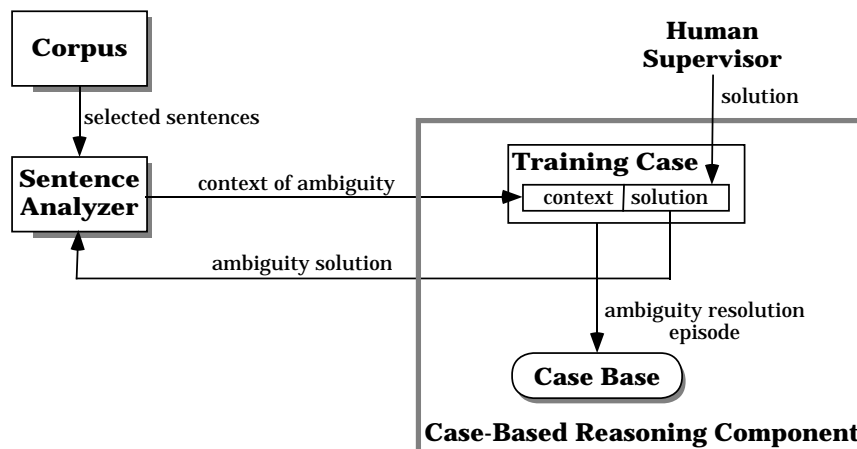 Corpus
Human
Supervisor
selected sentences
solution
Sentence
Analyzer
context of ambiguity
Training Case
context
solution
ambiguity solution
ambiguity resolution
episode
Case Base
Case-Based Reasoning Component